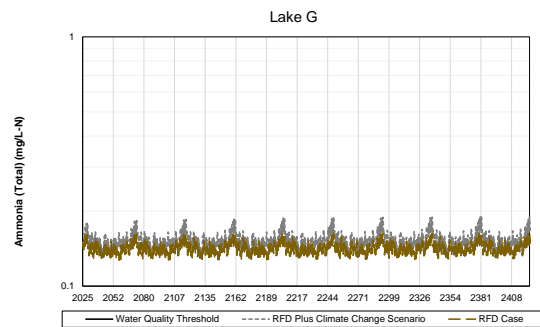 Lake G
Ammonia (Total) (mg/L-N)
1
0.1
2025 2052 2080 2107 2135 2162 2189 2217 2244 2271 2299 2326 2354 2381 2408
Water Quality Threshold RFD Plus Climate Change Scenario RFD Case